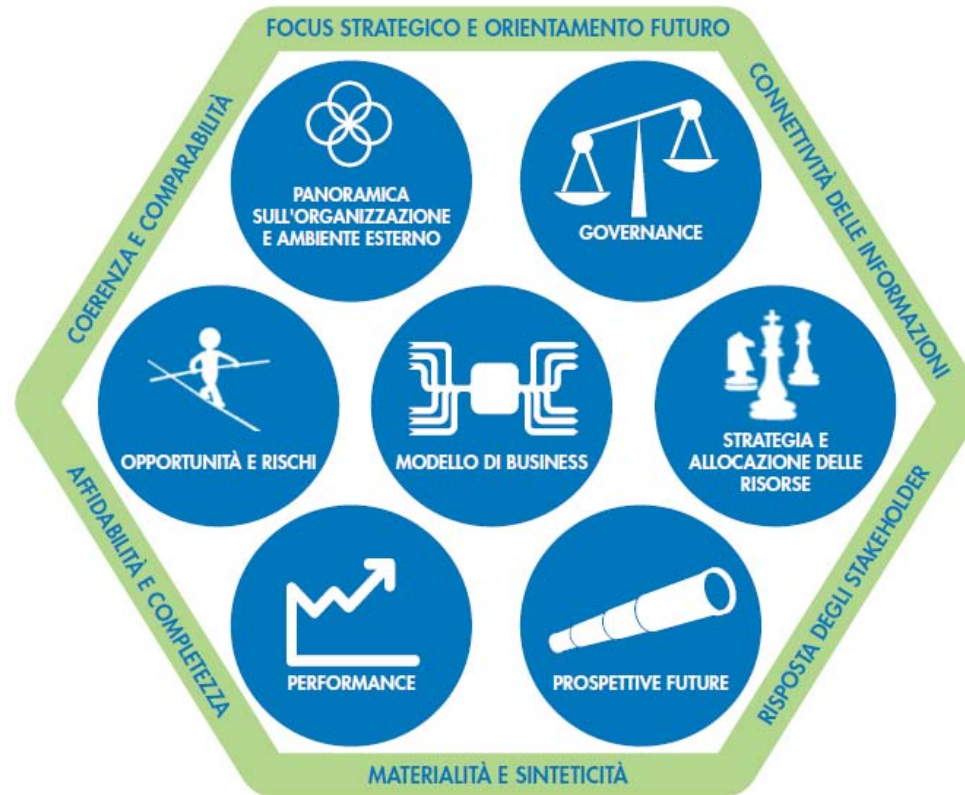 FOCUS STRATEGICO E ORIENTAMENTO FUTURO
COERENZA E COMPARABILITÀ
CONNETTIVITÀ DELLE INFORMAZIONI
PANORAMICA
SULL'ORGANIZZAZIONE
E AMBIENTE ESTERNO
GOVERNANCE
OPPORTUNITÀ E RISCHI
MODELLO DI BUSINESS
STRATEGIA E
ALLOCAZIONE DELLE
RISORSE
PERFORMANCE
PROSPETTIVE FUTURE
AFFIDABILITÀ E COMPLETEZZA
RISPOSTA DEGLI STAKEHOLDER
MATERIALITÀ E SINTETICITÀ